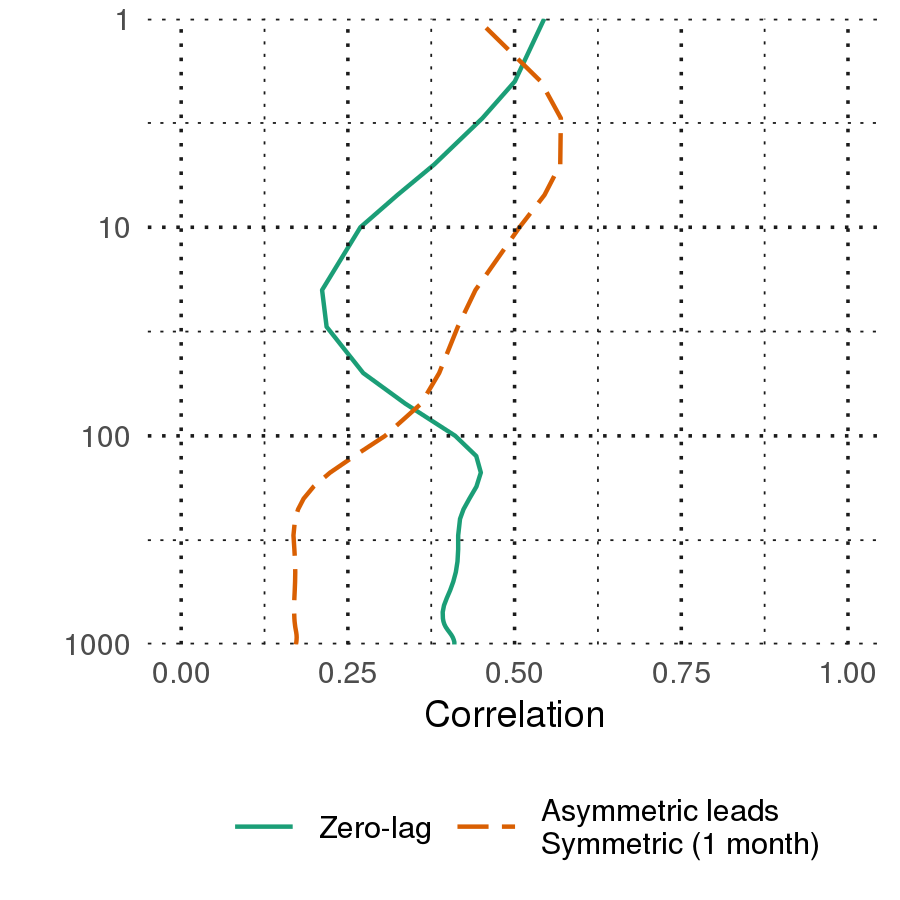 1
10
100
1000
0.00 0.25 0.50 0.75 1.00
Correlation
Zero-lag
Asymmetric leads
Symmetric (1 month)